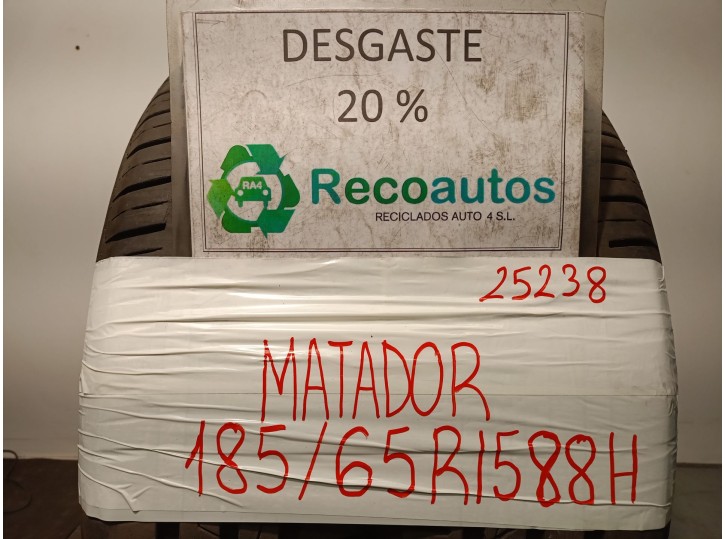 DESGASTE
20 %
RA4
Recoautos
RECICLADOS AUTO 4 S.L.
25238
MATADOR
185/65R1588H